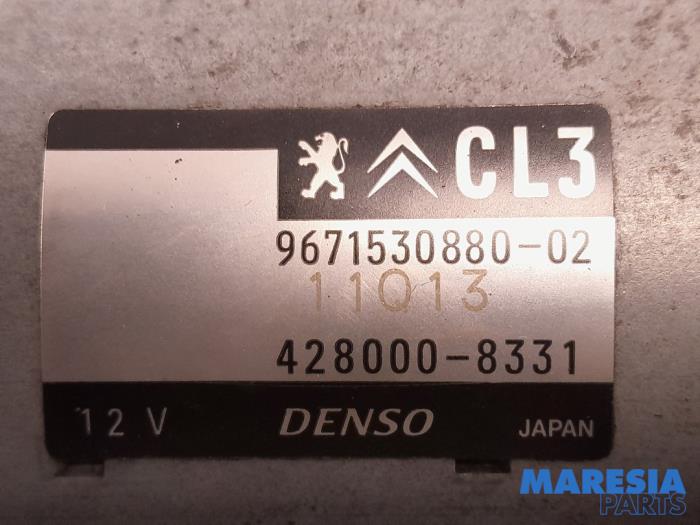 CL3
9671530880-02
11Q13
428000-8331
12V DENSO JAPAN
MARESIA
PARTS